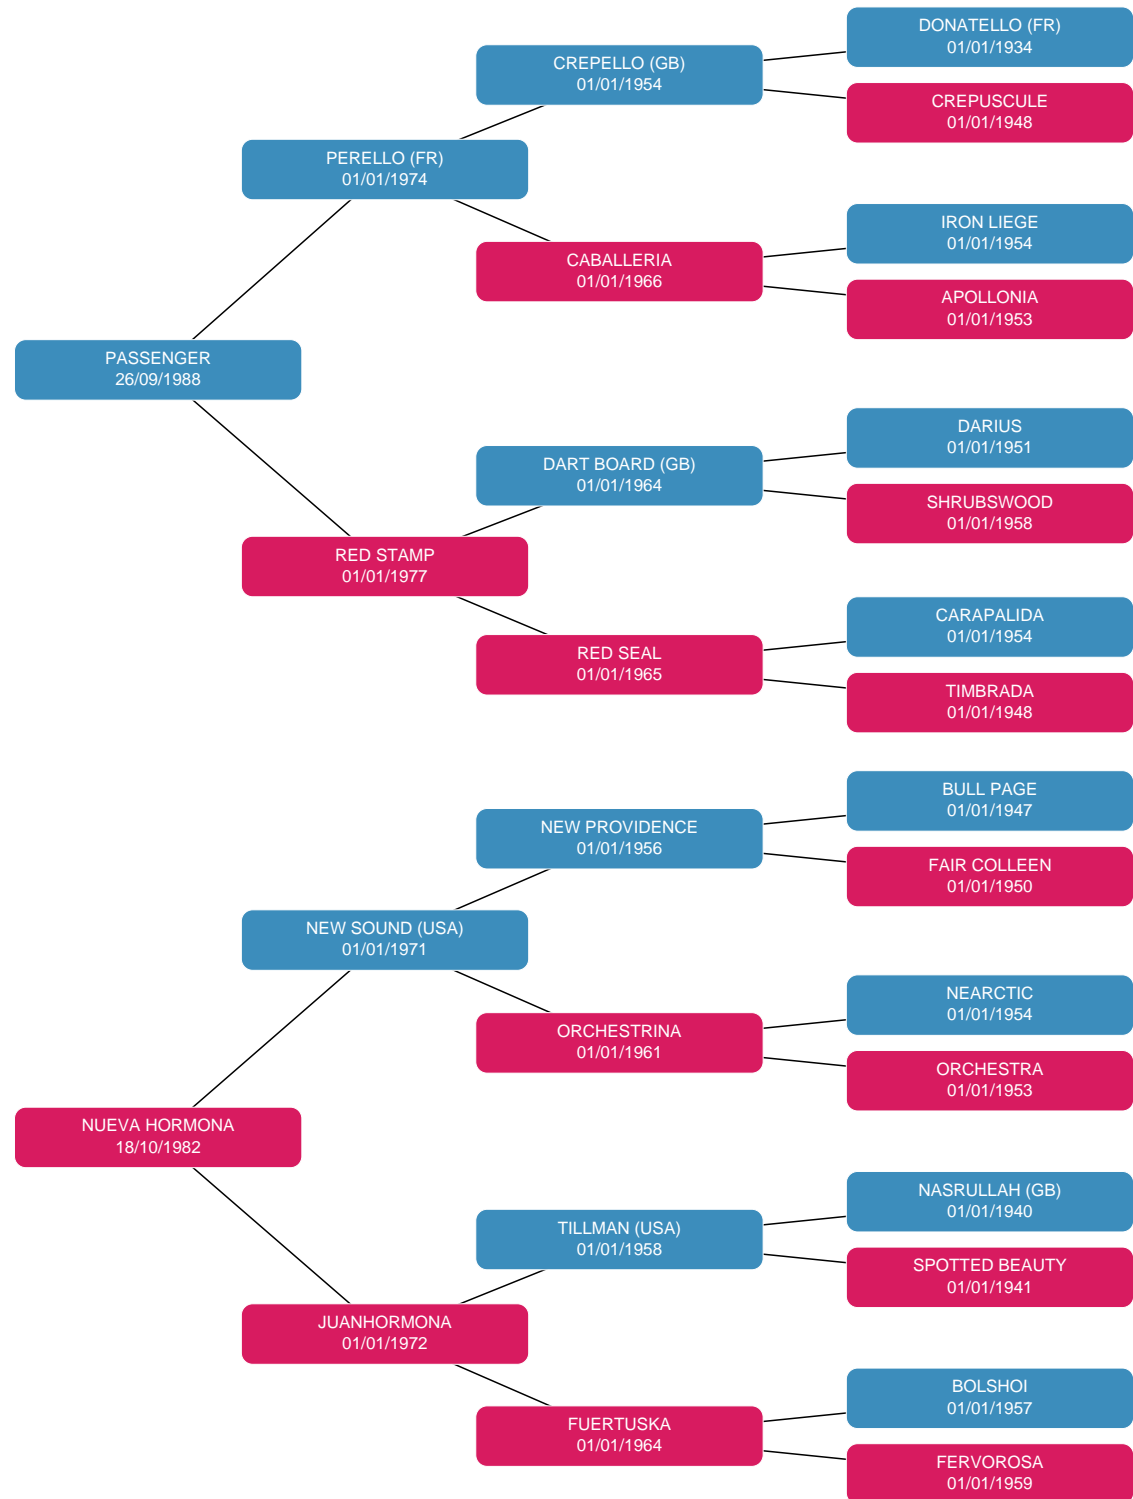 DONATELLO (FR)
01/01/1934
CREPELLO (GB)
01/01/1954
CREPUSCULE
01/01/1948
PERELLO (FR)
01/01/1974
IRON LIEGE
01/01/1954
CABALLERIA
01/01/1966
APOLLONIA
01/01/1953
PASSENGER
26/09/1988
DARIUS
01/01/1951
DART BOARD (GB)
01/01/1964
SHRUBSWOOD
01/01/1958
RED STAMP
01/01/1977
CARAPALIDA
01/01/1954
RED SEAL
01/01/1965
TIMBRADA
01/01/1948
BULL PAGE
01/01/1947
NEW PROVIDENCE
01/01/1956
FAIR COLLEEN
01/01/1950
NEW SOUND (USA)
01/01/1971
NEARCTIC
01/01/1954
ORCHESTRINA
01/01/1961
ORCHESTRA
01/01/1953
NUEVA HORMONA
18/10/1982
NASRULLAH (GB)
01/01/1940
TILLMAN (USA)
01/01/1958
SPOTTED BEAUTY
01/01/1941
JUANHORMONA
01/01/1972
BOLSHOI
01/01/1957
FUERTUSKA
01/01/1964
FERVOROSA
01/01/1959